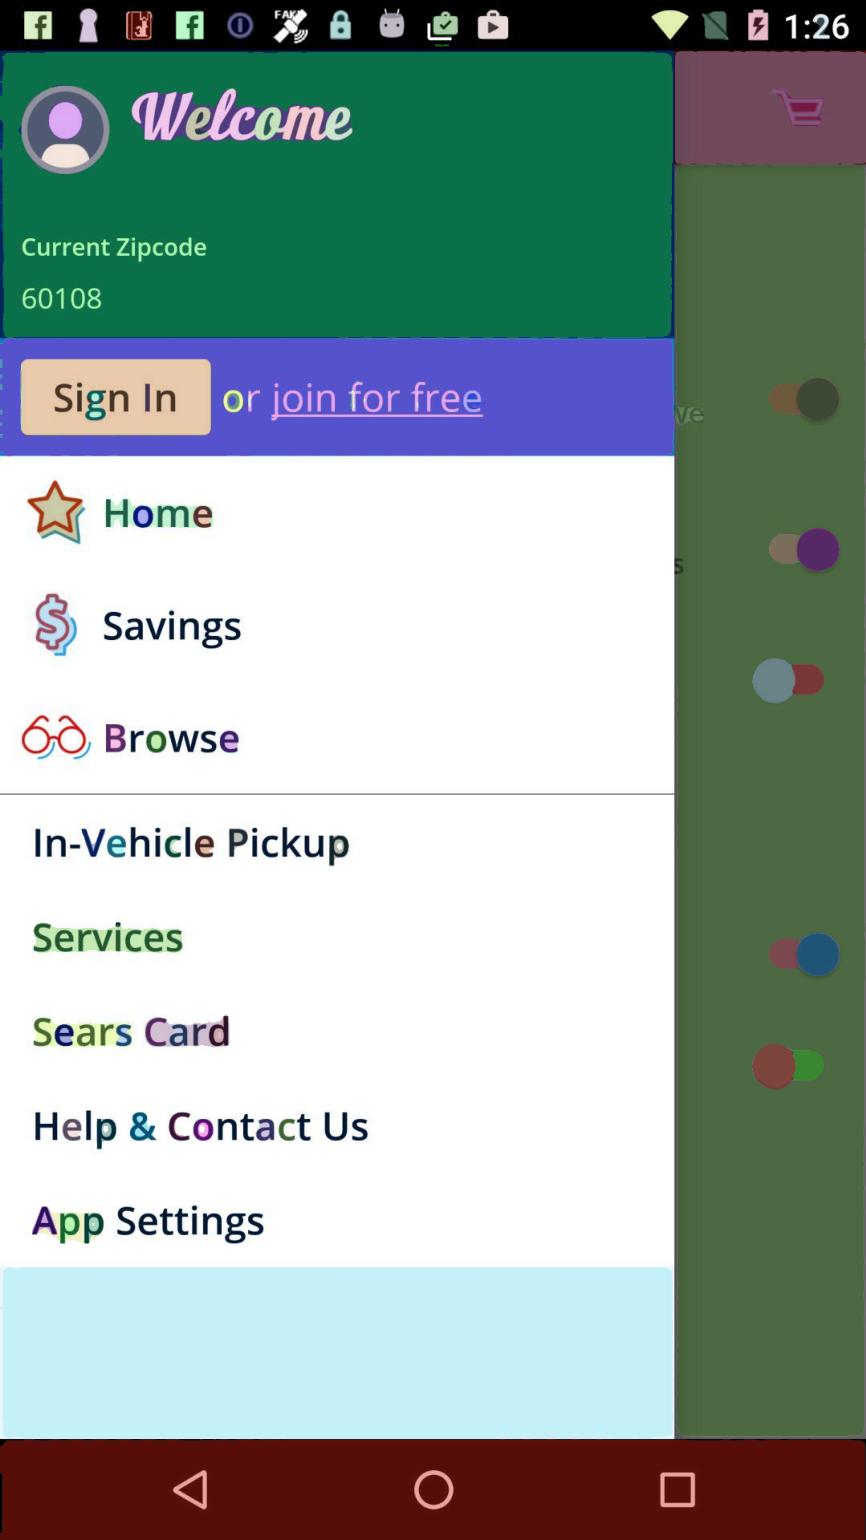 FAKE
1:26
Welcome
Current Zipcode
60108
Sign In or join for free
ve
Home
s
Savings
Browse
In-Vehicle Pickup
Services
Sears Card
Help & Contact Us
App Settings